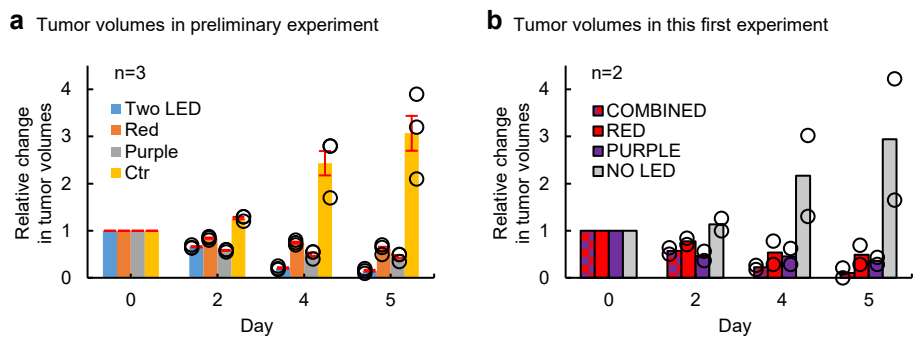 a Tumor volumes in preliminary experiment
n=3
Two LED
Red
Purple
Ctr
Relative change
in tumor volumes
4
3
2
1
0
0 2 4 5
Day
b Tumor volumes in this first experiment
n=2
COMBINED
RED
PURPLE
NO LED
Relative change
in tumor volumes
4
3
2
1
0
0 2 4 5
Day